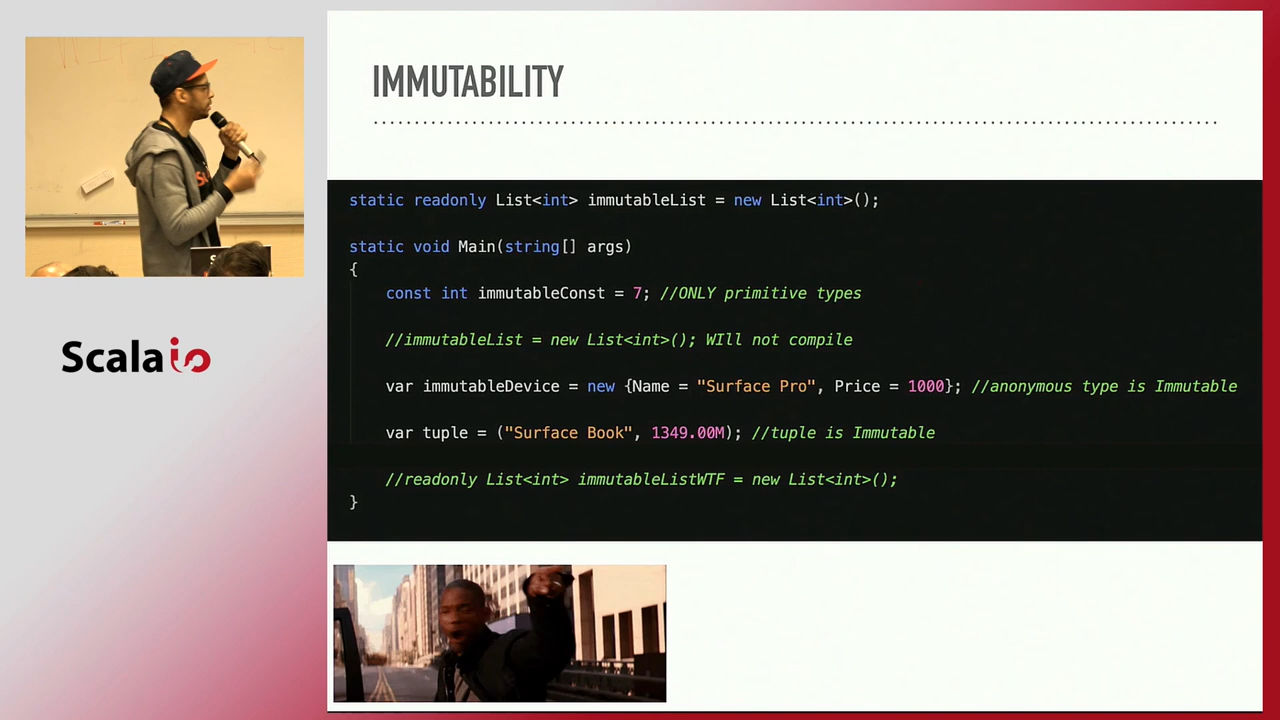 IMMUTABILITY
static readonly List<int> immutableList = new List<int>();
static void Main(string[] args)
{
const int immutableConst = 7; //ONLY primitive types
//immutableList = new List<int>(); WIll not compile
var immutableDevice = new {Name = "Surface Pro", Price = 1000}; //anonymous type is Immutable
var tuple = ("Surface Book", 1349.00M); //tuple is Immutable
//readonly List<int> immutableListWTF = new List<int>();
}
Scala io